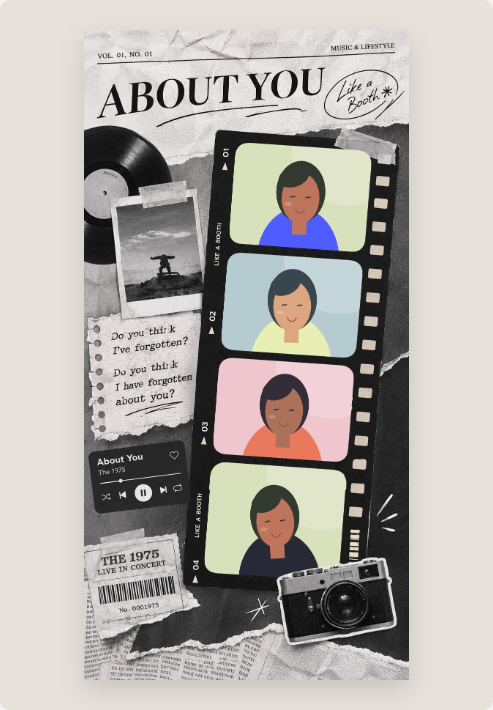 VOL. 01, NO. 01
MUSIC & LIFESTYLE
ABOUT YOU
Like a
Booth
01
LIKE A BOOTH
02
03
LIKE A BOOTH
04
Do you thi: k
I've forgotten?
Do you thi: k
I have forgotten
about you?
About You
The 1975
THE 1975
LIVE IN CONCERT
No. 0001975